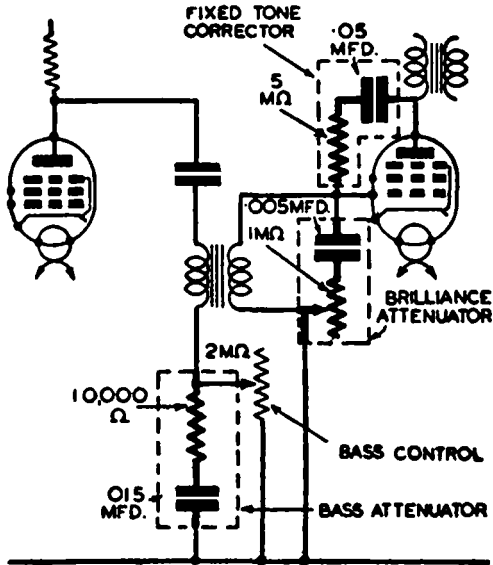 FIXED TONE
CORRECTOR
·05
MFD.
5
MΩ
·005MFD.
1MΩ
BRILLIANCE
ATTENUATOR
2MΩ
10,000
Ω
BASS CONTROL
·015
MFD.
BASS ATTENUATOR